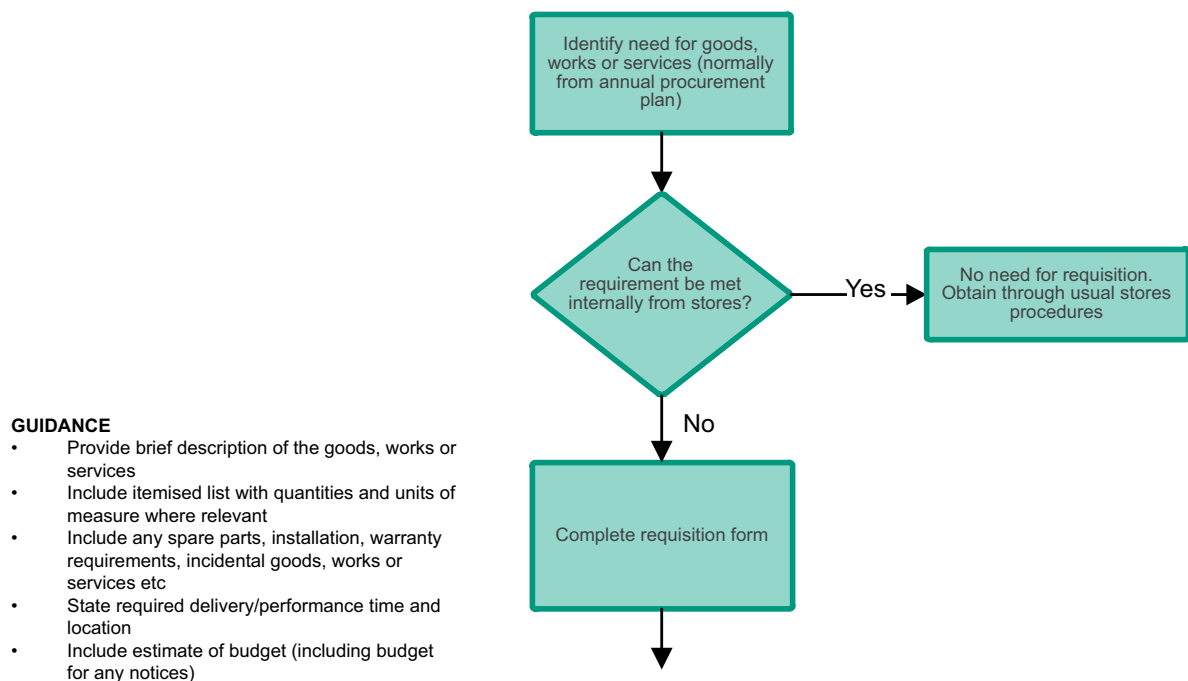 Identify need for goods,
works or services (normally
from annual procurement
plan)
Can the
requirement be met
internally from stores?
Yes
No need for requisition.
Obtain through usual stores
procedures
No
GUIDANCE
• Provide brief description of the goods, works or
services
• Include itemised list with quantities and units of
measure where relevant
• Include any spare parts, installation, warranty
requirements, incidental goods, works or
services etc
• State required delivery/performance time and
location
• Include estimate of budget (including budget
for any notices)
Complete requisition form